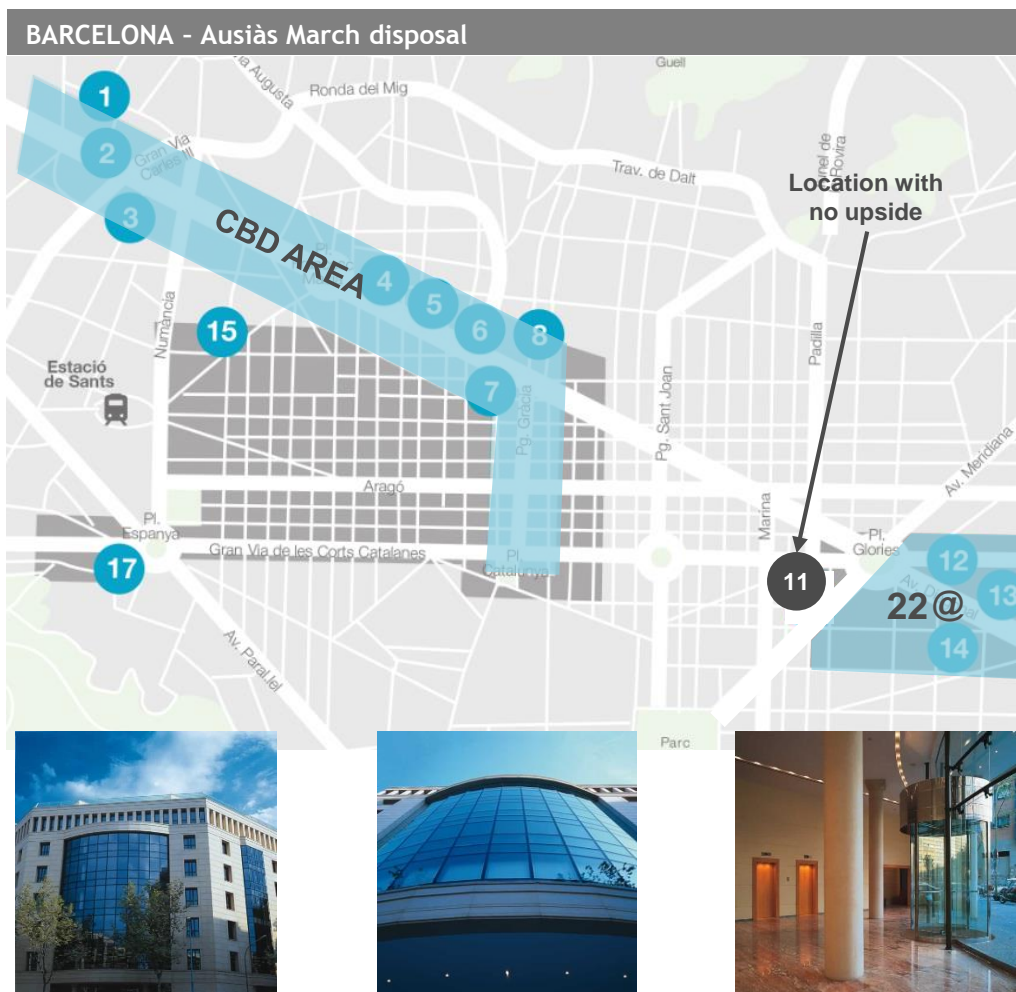 BARCELONA – Ausiàs March disposal
Via Augusta
Ronda del Mig
Guell
1
2
Gran Via
Carles III
3
CBD AREA
Trav. de Dalt
Rovira
Location with
no upside
4
5
6
7
8
15
Numància
Estació
de Sants
Pg. Gràcia
Pg. Sant Joan
Padilla
Marina
Av. Meridiana
Aragó
Pl.
Espanya
17
Gran Via de les Corts Catalanes
Pl.
Catalunya
11
Pl.
Glories
12
13
14
22@
Av. Paral.lel
Parc